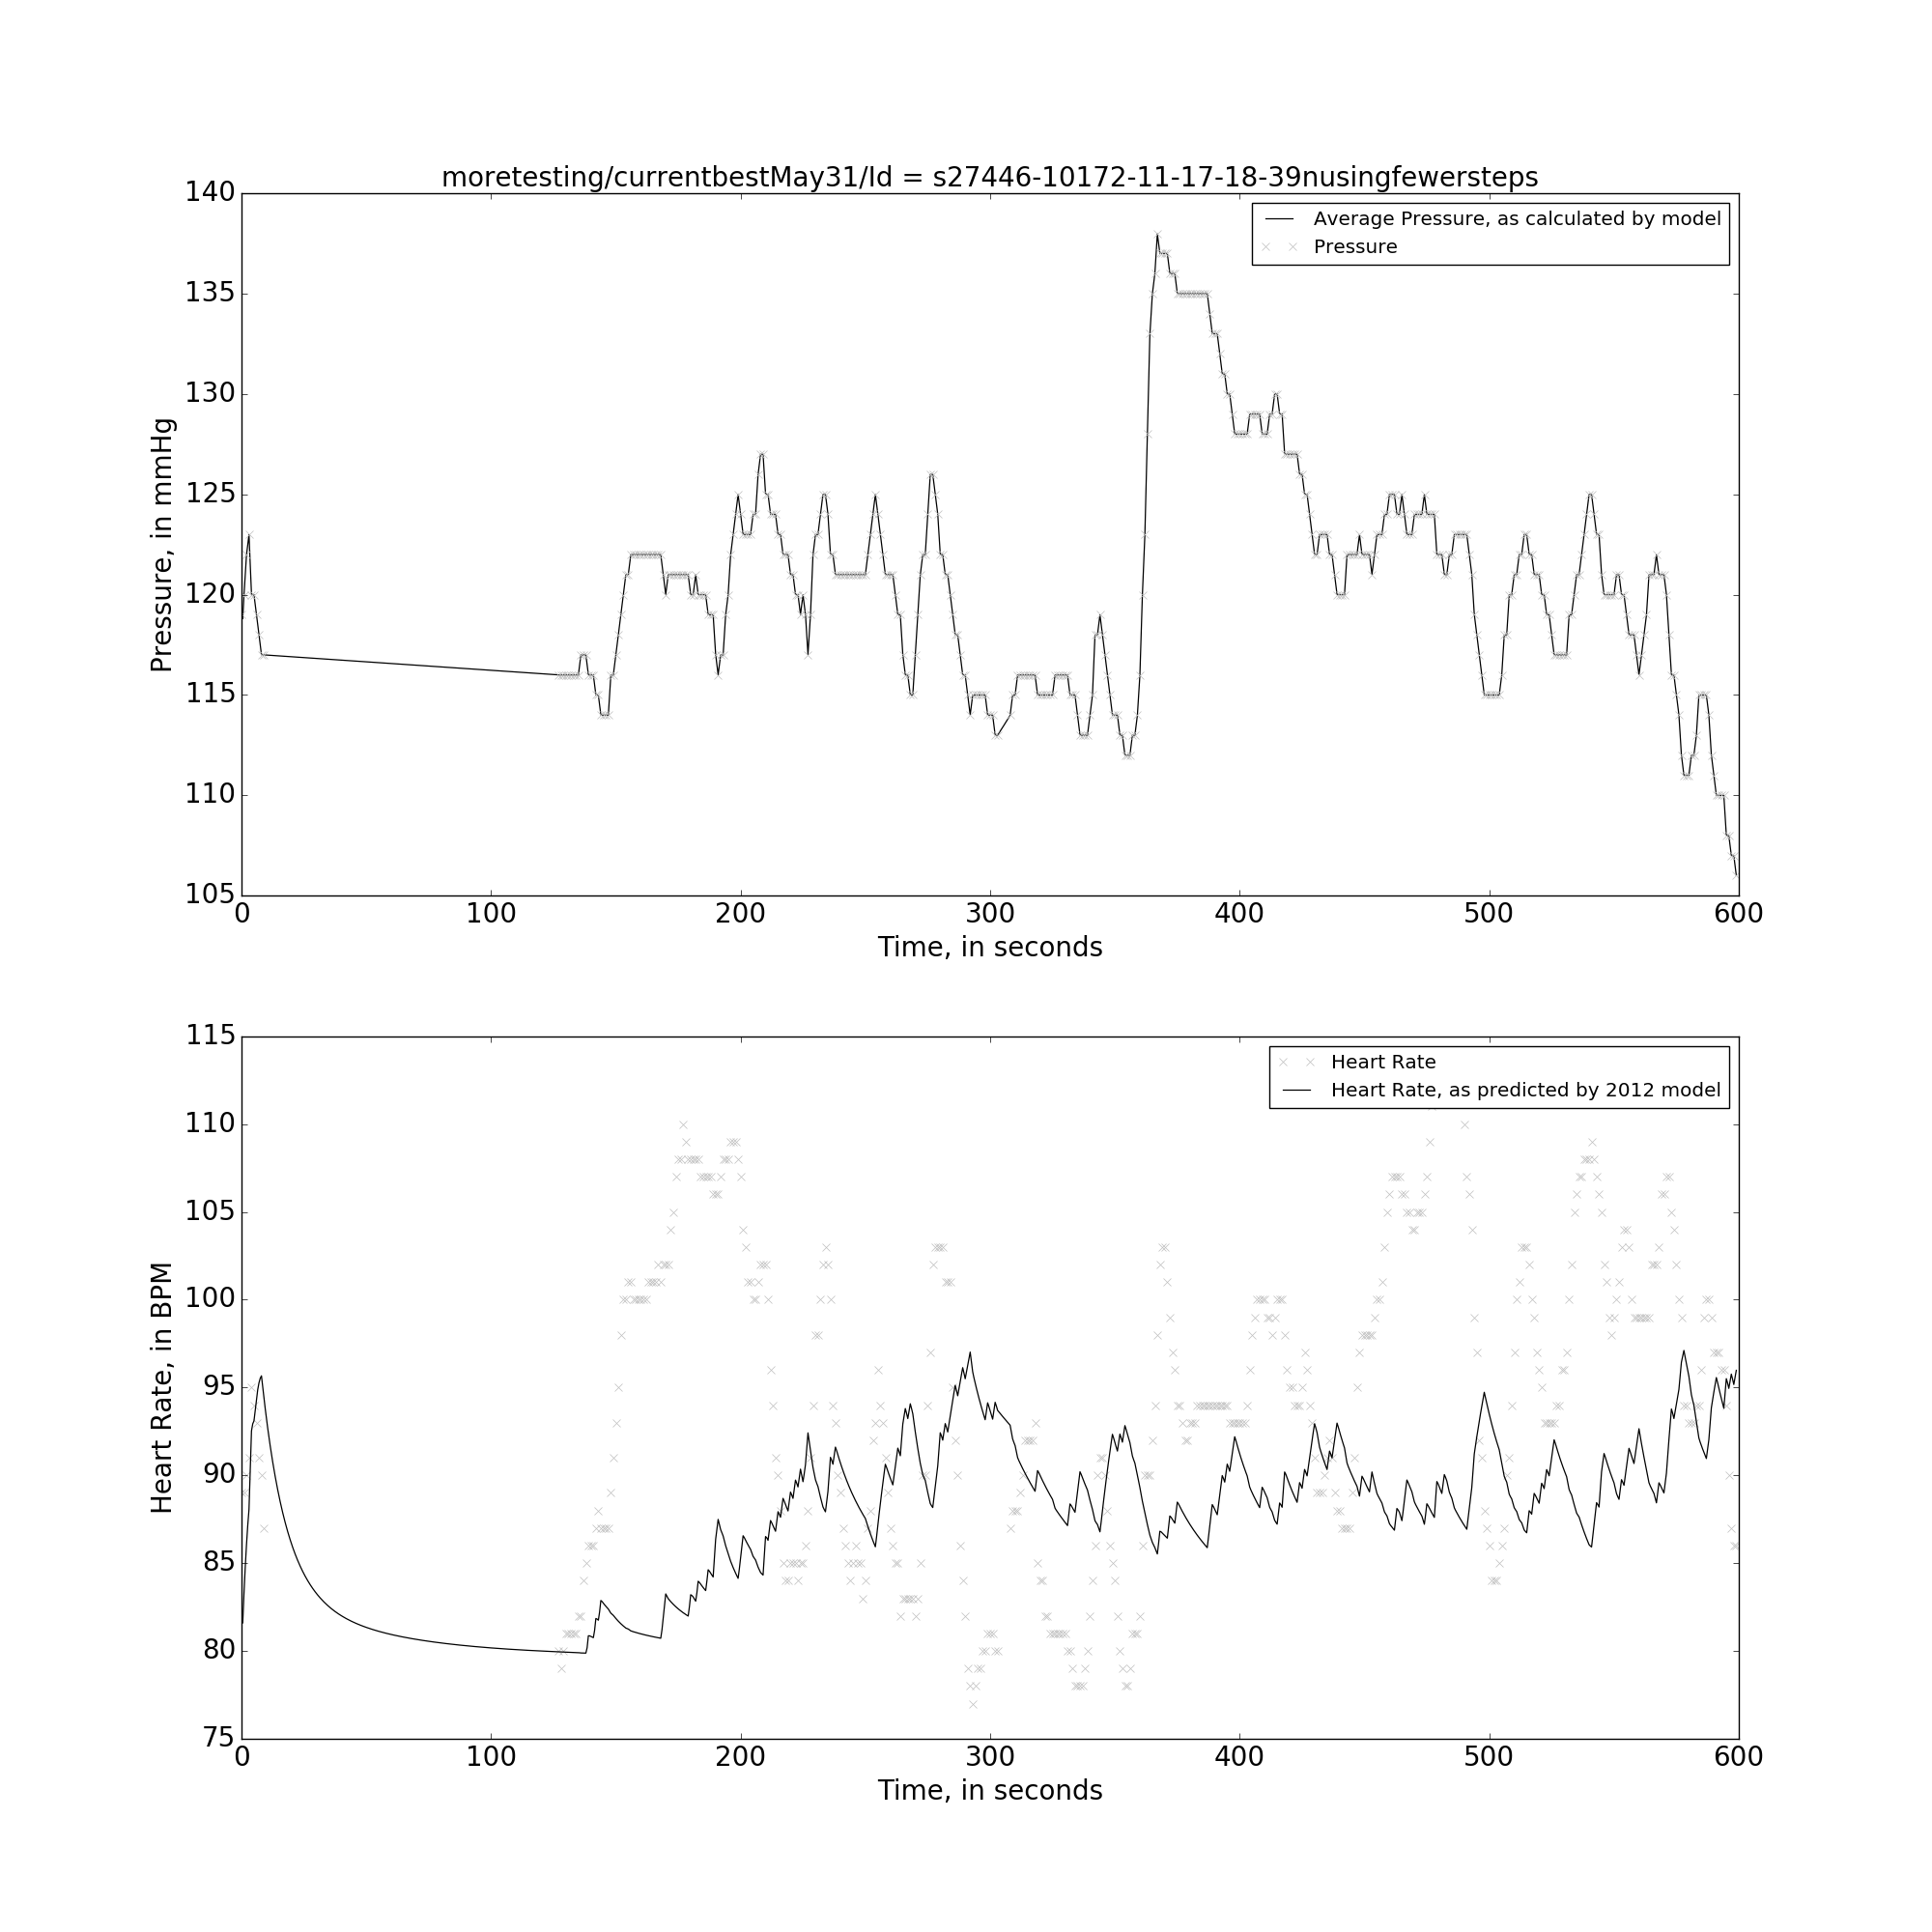 moretesting/currentbestMay31/Id = s27446-10172-11-17-18-39nusingfewersteps
140
135
130
125
120
115
110
105
Pressure, in mmHg
Average Pressure, as calculated by model
Pressure
0 100 200 300 400 500 600
Time, in seconds
115
110
105
100
95
90
85
80
75
Heart Rate, in BPM
Heart Rate
Heart Rate, as predicted by 2012 model
0 100 200 300 400 500 600
Time, in seconds